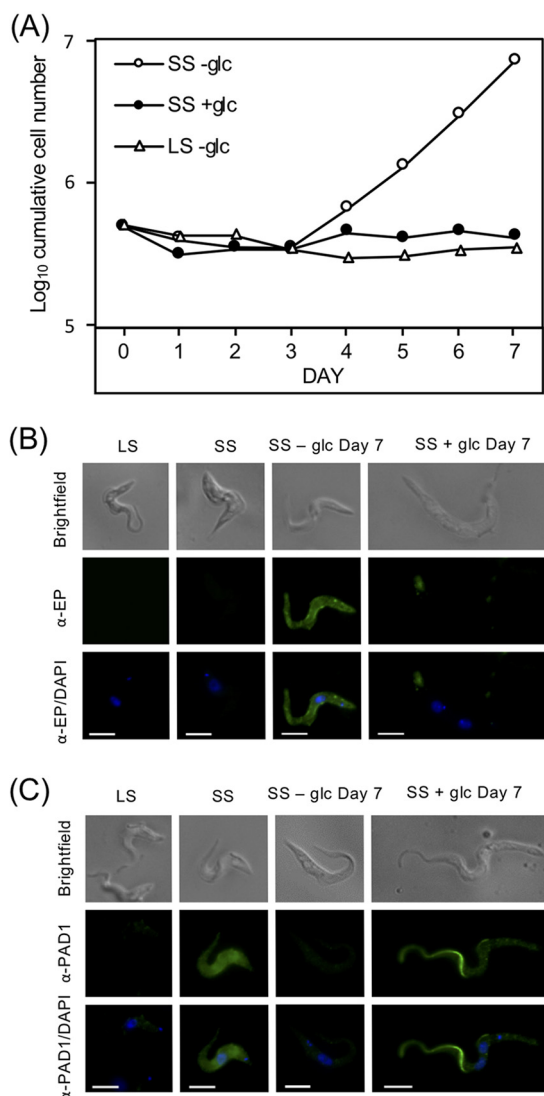 (A)
7
6
5
Log10 cumulative cell number
SS -glc
SS +glc
LS -glc
0 1 2 3 4 5 6 7
DAY
(B)
LS SS SS – glc Day 7 SS + glc Day 7
Brightfield
α-EP
α-EP/DAPI
(C)
LS SS SS – glc Day 7 SS + glc Day 7
Brightfield
α-PAD1
α-PAD1/DAPI